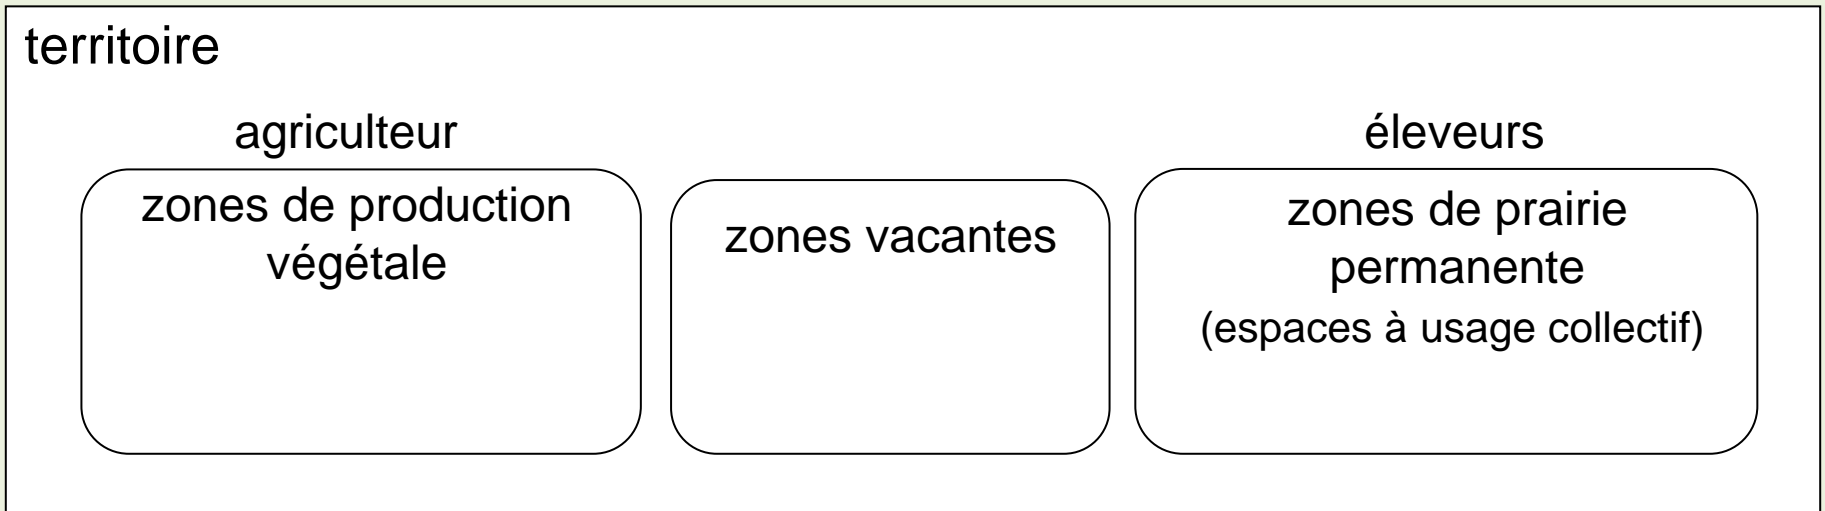 territoire
agriculteur
éleveurs
zones de production
végétale
zones vacantes
zones de prairie
permanente
(espaces à usage collectif)